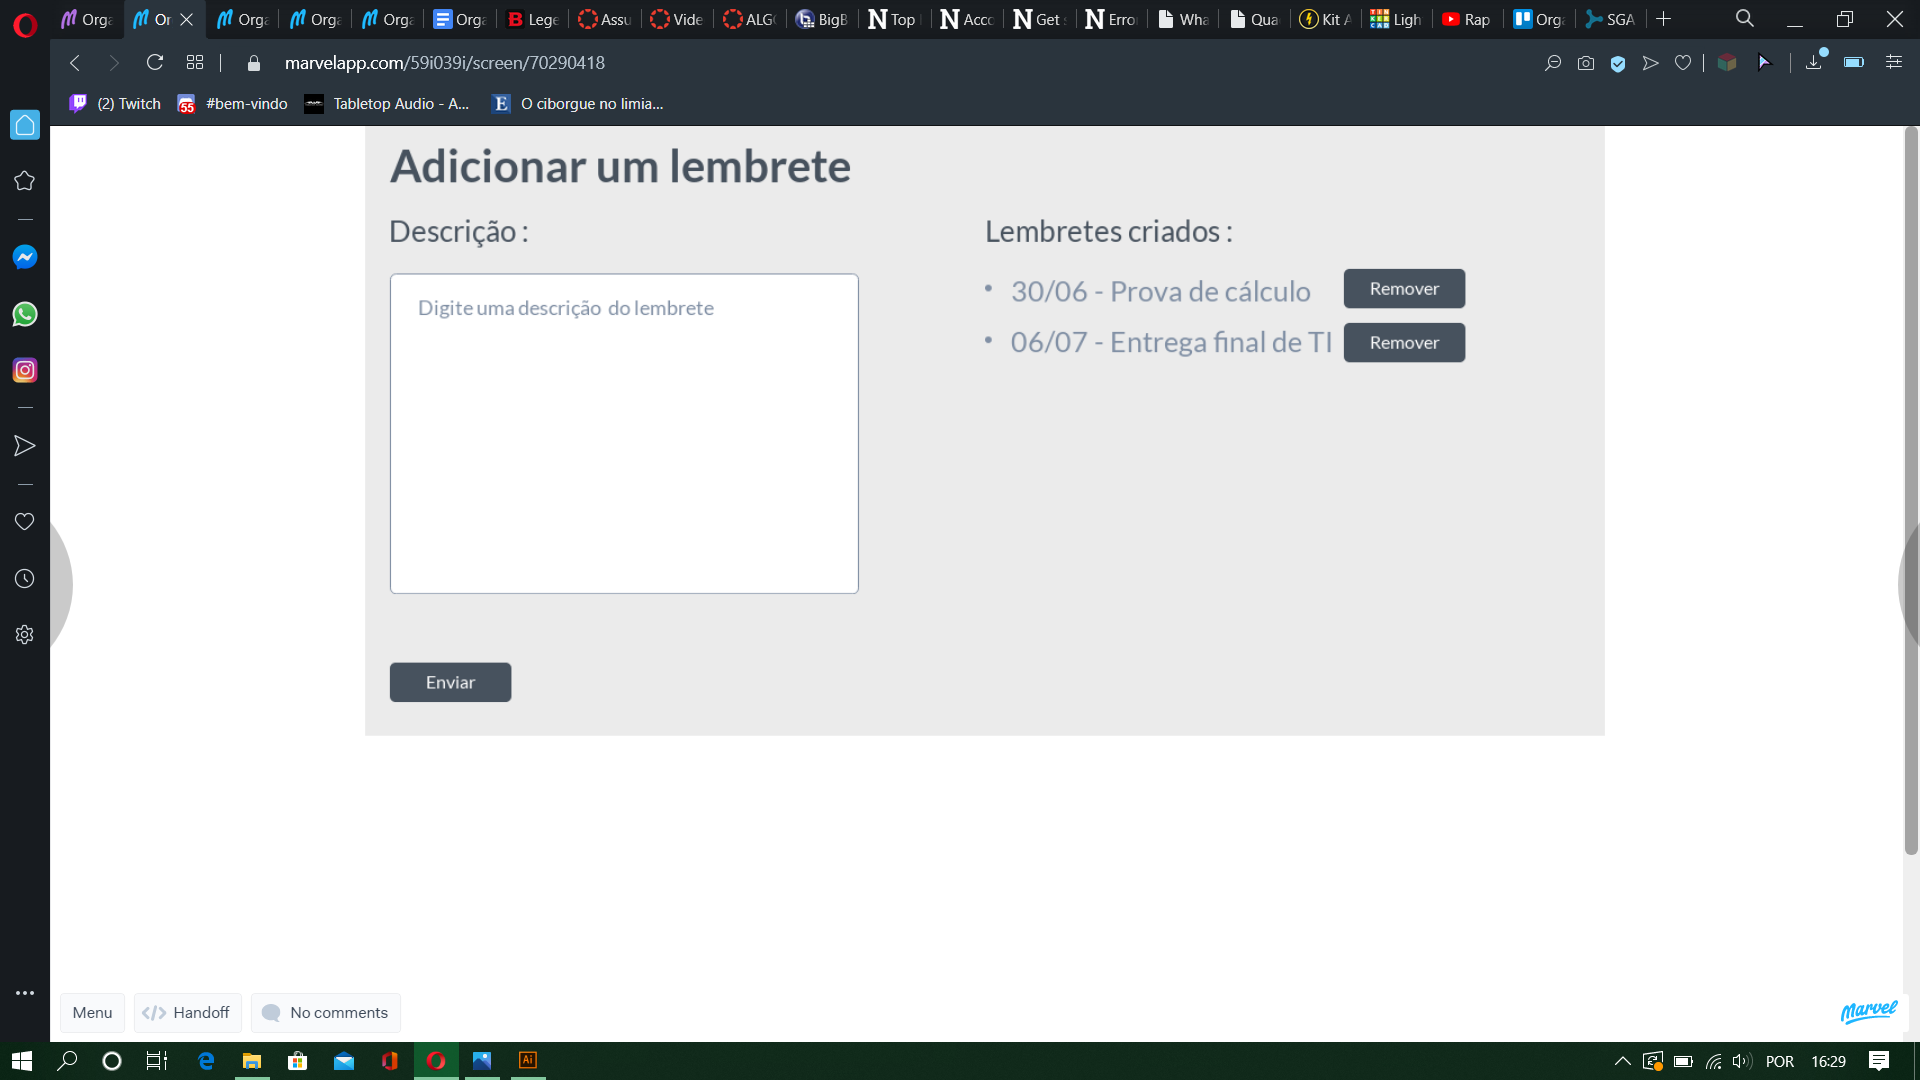 Orga
Or
Orga
Orga
Orga
Orga
Lege
Assu
Vide
ALG
BigB
Top
Acco
Get
Erro
Wha
Qua
Kit A
Ligh
Rap
Orga
SGA
marvelapp.com/59i039i/screen/70290418
(2) Twitch
55
#bem-vindo
Tabletop Audio - A...
O ciborgue no limia...
Adicionar um lembrete
Descrição :
Lembretes criados :
Digite uma descrição do lembrete
30/06 - Prova de cálculo
Remover
06/07 - Entrega final de TI
Remover
Enviar
Menu
Handoff
No comments
Marvel
Ai
POR
16:29